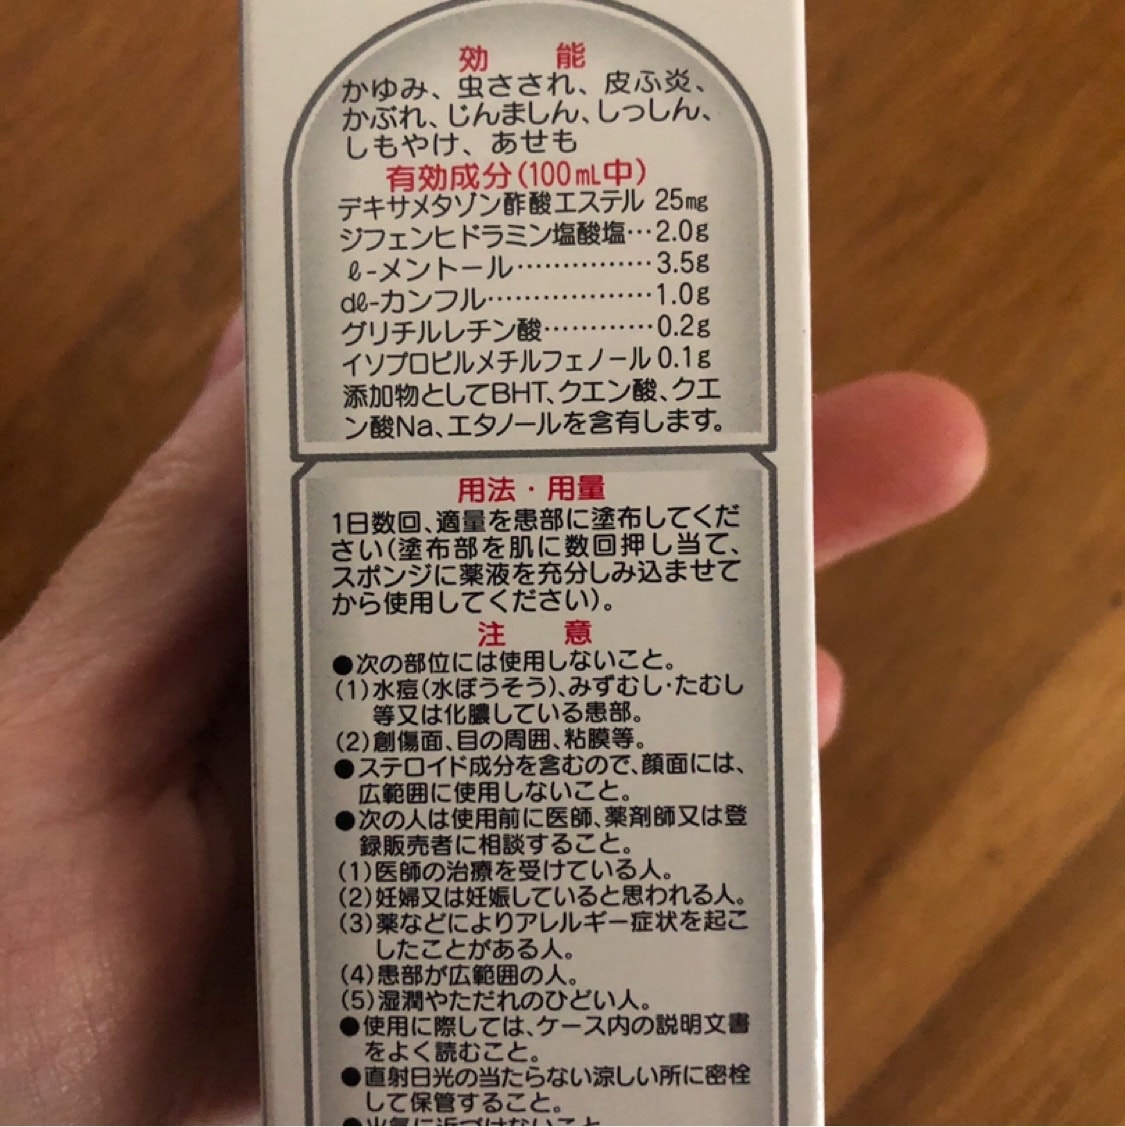 効 能
かゆみ、虫さされ、皮ふ炎、
かぶれ、じんましん、しっしん、
しもやけ、あせも
有効成分(100mL中)
デキサメタゾン酢酸エステル 25mg
ジフェンヒドラミン塩酸塩…2.0g
ℓ-メントール……………3.5g
dℓ-カンフル………………1.0g
グリチルレチン酸…………0.2g
イソプロピルメチルフェノール0.1g
添加物としてBHT、クエン酸、クエ
ン酸Na、エタノールを含有します。
用法・用量
1日数回、適量を患部に塗布してくだ
さい(塗布部を肌に数回押し当て、
スポンジに薬液を充分しみ込ませて
から使用してください)。
注 意
●次の部位には使用しないこと。
(1)水痘(水ぼうそう)、みずむし・たむし
等又は化膿している患部。
(2)創傷面、目の周囲、粘膜等。
●ステロイド成分を含むので、顔面には、
広範囲に使用しないこと。
●次の人は使用前に医師、薬剤師又は登
録販売者に相談すること。
(1)医師の治療を受けている人。
(2)妊婦又は妊娠していると思われる人。
(3)薬などによりアレルギー症状を起こ
したことがある人。
(4)患部が広範囲の人。
(5)湿潤やただれのひどい人。
●使用に際しては、ケース内の説明文書
をよく読むこと。
●直射日光の当たらない涼しい所に密栓
して保管すること。
●火気に近づけないこと